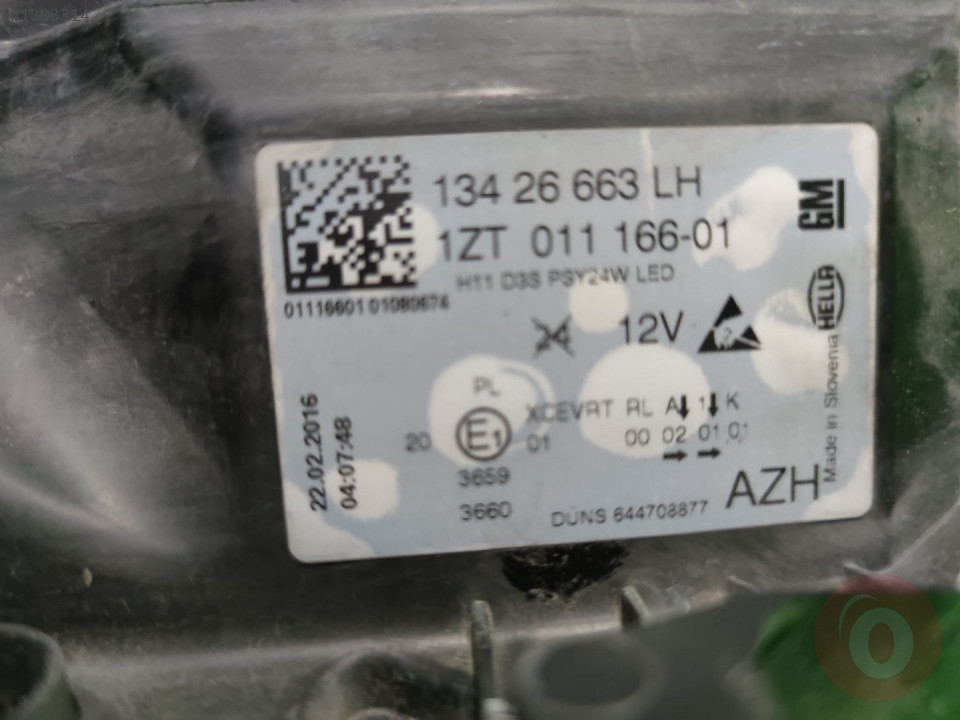 134 26 663 LH
1ZT 011 166-01
H11 D3S PSY24W LED
01116601 01080674
GM
HELLA
24 12V
Made in Slovenia
22.02.2016
04:07:48
PL
XCEVRT RL A↓ 1↓ K
20 E1 01 00 02 01 01
→ →
3659
3660
DUNS 644708877
AZH
O